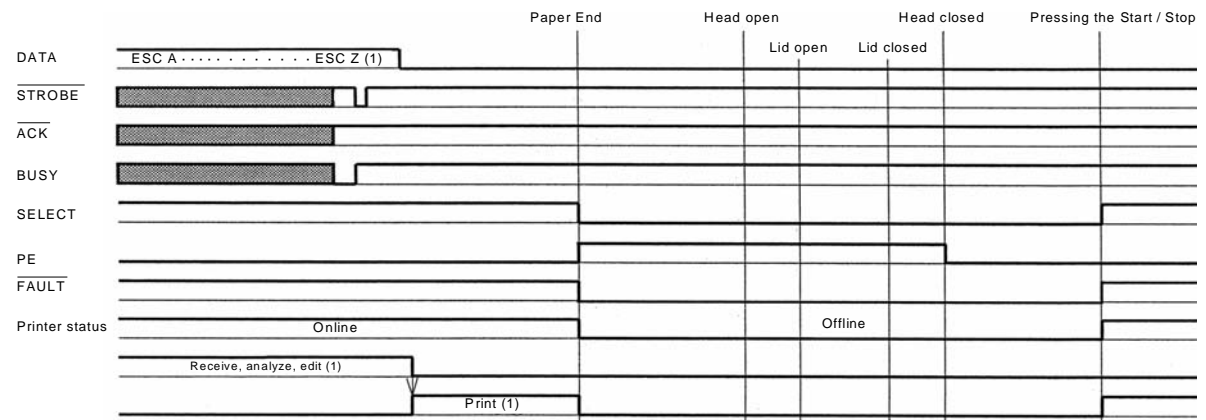 Paper End Head open Head closed Pressing the Start / Stop
Lid open Lid closed
DATA ESC A · · · · · · · · · · · · ESC Z (1)
STROBE
ACK
BUSY
SELECT
PE
FAULT
Printer status Online Offline
Receive, analyze, edit (1)
Print (1)